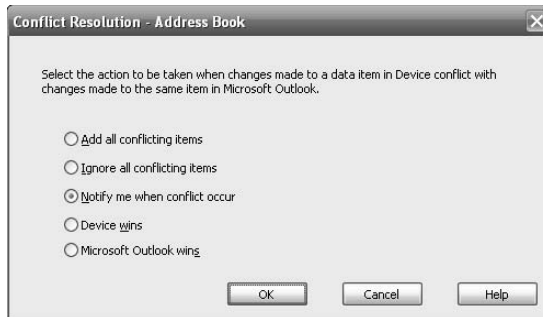 Conflict Resolution - Address Book
Select the action to be taken when changes made to a data item in Device conflict with
changes made to the same item in Microsoft Outlook.
Add all conflicting items
Ignore all conflicting items
Notify me when conflict occur
Device wins
Microsoft Outlook wins
OK Cancel Help